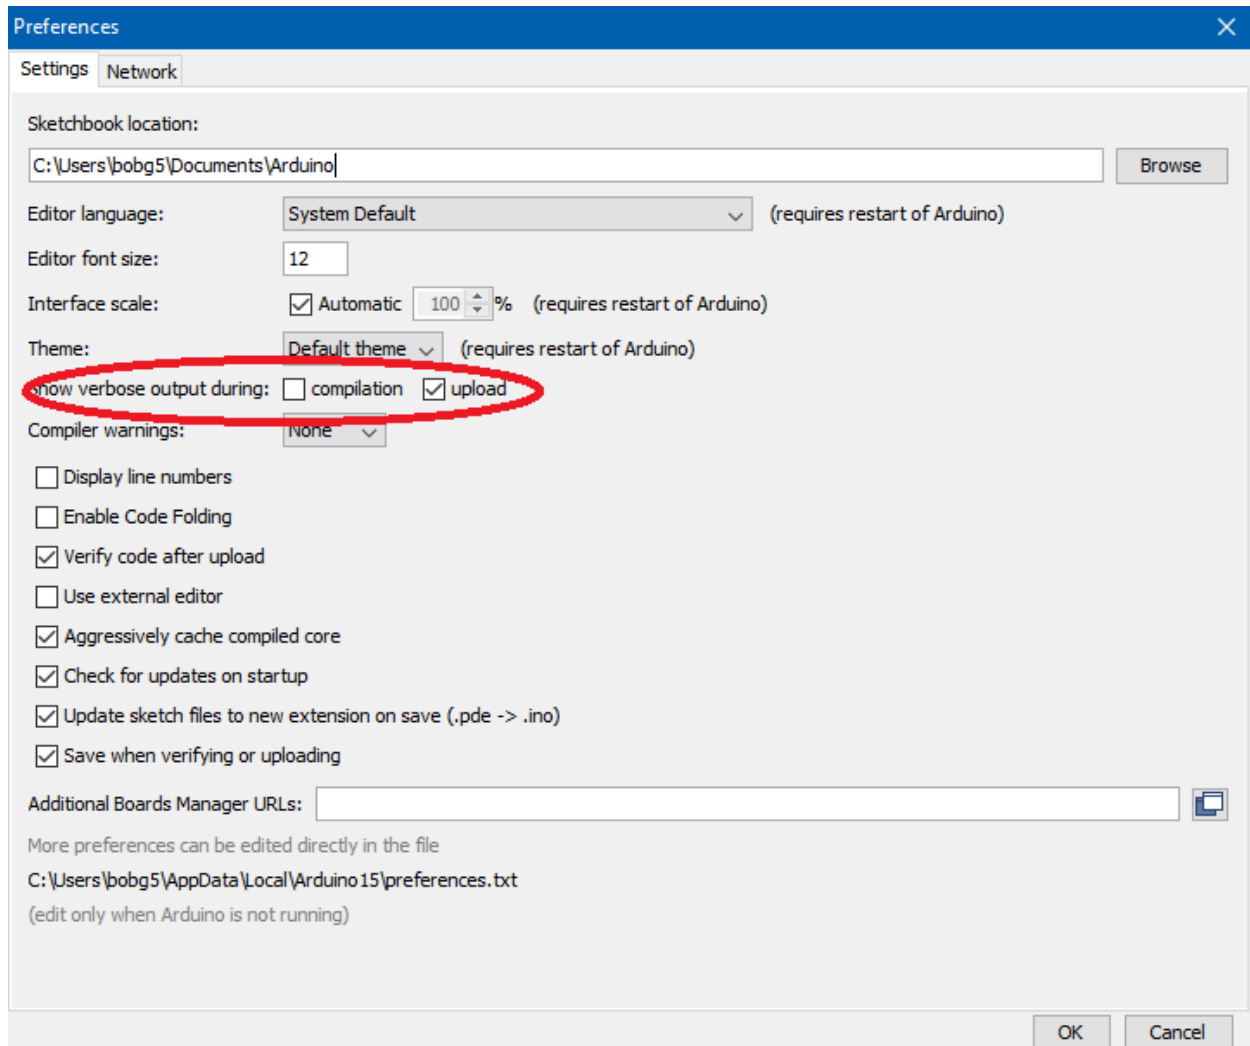 Preferences
Settings Network
Sketchbook location:
C:\Users\bobg5\Documents\Arduino Browse
Editor language: System Default (requires restart of Arduino)
Editor font size: 12
Interface scale: Automatic 100 % (requires restart of Arduino)
Theme: Default theme (requires restart of Arduino)
Show verbose output during: compilation upload
Compiler warnings: None
Display line numbers
Enable Code Folding
Verify code after upload
Use external editor
Aggressively cache compiled core
Check for updates on startup
Update sketch files to new extension on save (.pde -> .ino)
Save when verifying or uploading
Additional Boards Manager URLs:
More preferences can be edited directly in the file
C:\Users\bobg5\AppData\Local\Arduino15\preferences.txt
(edit only when Arduino is not running)
OK Cancel